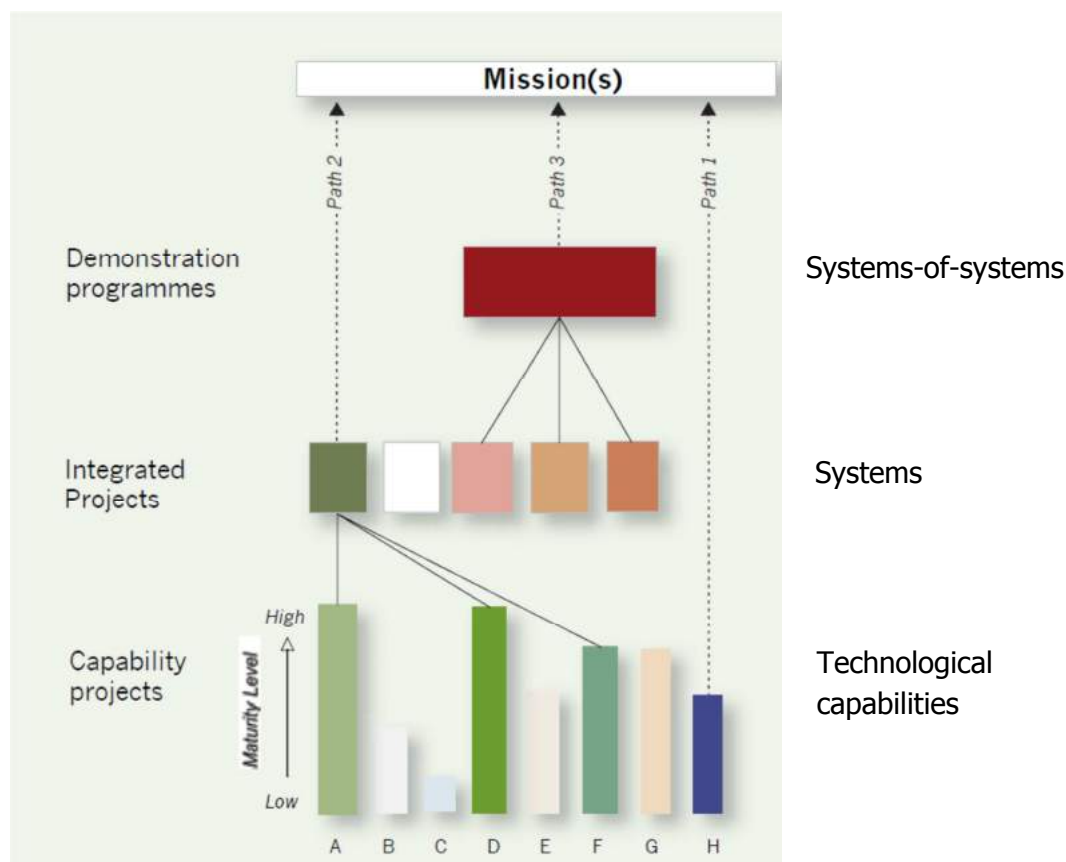 Mission(s)
Path 2
Path 3
Path 1
Demonstration
programmes
Systems-of-systems
Integrated
Projects
Systems
High
Maturity Level
Low
Capability
projects
Technological
capabilities
A B C D E F G H